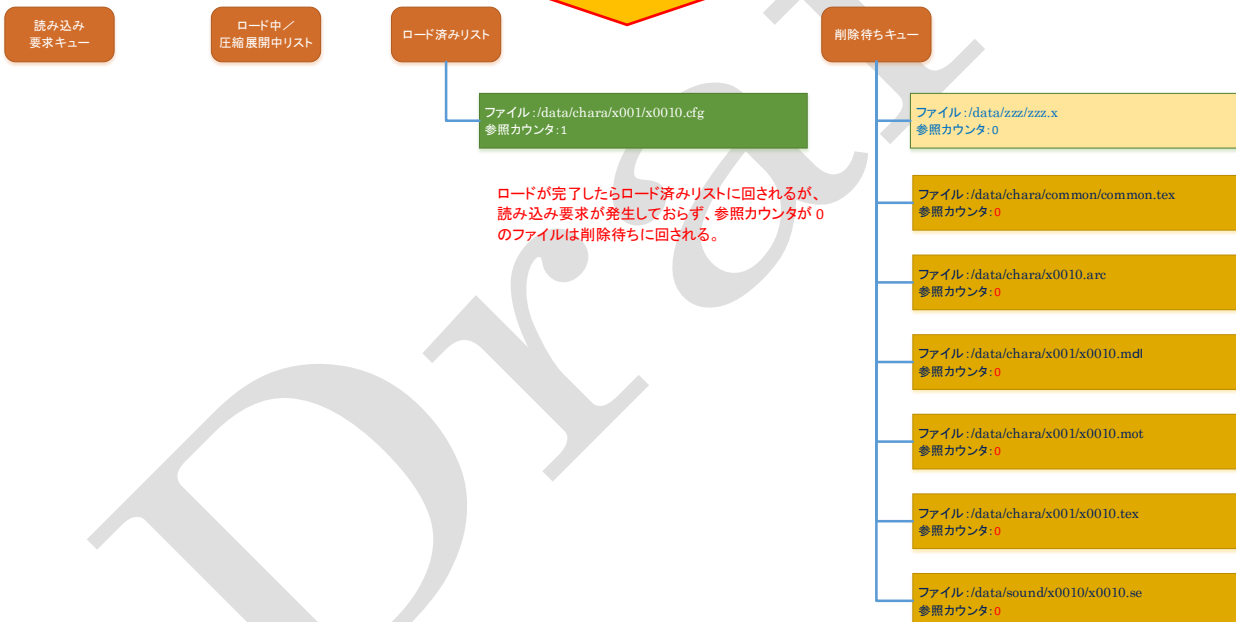 読み込み
要求キュー
ロード中／
圧縮展開中リスト
ロード済みリスト
削除待ちキュー
ファイル:/data/chara/x001/x0010.cfg
参照カウンタ:1
ロードが完了したらロード済みリストに回されるが、
読み込み要求が発生しておらず、参照カウンタが 0
のファイルは削除待ちに回される。
ファイル:/data/zzz/zzz.x
参照カウンタ:0
ファイル:/data/chara/common/common.tex
参照カウンタ:0
ファイル:/data/chara/x0010.arc
参照カウンタ:0
ファイル:/data/chara/x001/x0010.mdl
参照カウンタ:0
ファイル:/data/chara/x001/x0010.mot
参照カウンタ:0
ファイル:/data/chara/x001/x0010.tex
参照カウンタ:0
ファイル:/data/sound/x0010/x0010.se
参照カウンタ:0